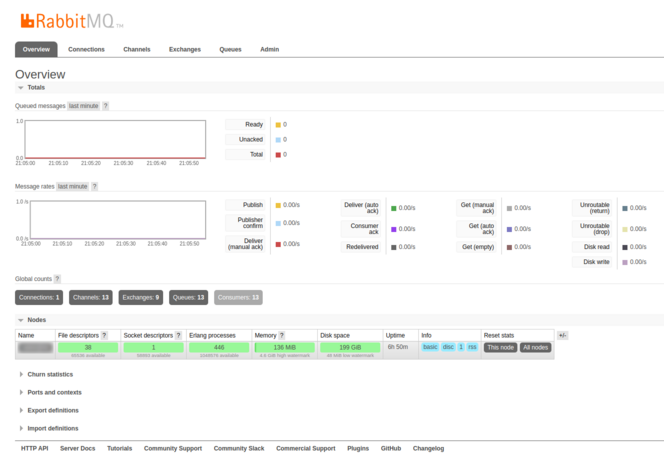 RabbitMQ TM
Overview Connections Channels Exchanges Queues Admin
Overview
Totals
Queued messages last minute ?
1.0
0.0
21:05:00 21:05:10 21:05:20 21:05:30 21:05:40 21:05:50
Ready 0
Unacked 0
Total 0
Message rates last minute ?
1.0 /s
0.0 /s
21:05:00 21:05:10 21:05:20 21:05:30 21:05:40 21:05:50
Publish 0.00/s
Publisher confirm 0.00/s
Deliver (manual ack) 0.00/s
Deliver (auto ack) 0.00/s
Consumer ack 0.00/s
Redelivered 0.00/s
Get (manual ack) 0.00/s
Get (auto ack) 0.00/s
Get (empty) 0.00/s
Unroutable (return) 0.00/s
Unroutable (drop) 0.00/s
Disk read 0.00/s
Disk write 0.00/s
Global counts ?
Connections: 1 Channels: 13 Exchanges: 9 Queues: 13 Consumers: 13
Nodes
Name File descriptors ? Socket descriptors ? Erlang processes Memory ? Disk space Uptime Info Reset stats +/-
38 1 446 136 MiB 199 GiB 6h 50m basic disc 1 rss This node All nodes
available available 1048576 available high watermark 48 MiB low watermark
Churn statistics
Ports and contexts
Export definitions
Import definitions
HTTP API Server Docs Tutorials Community Support Community Slack Commercial Support Plugins GitHub Changelog